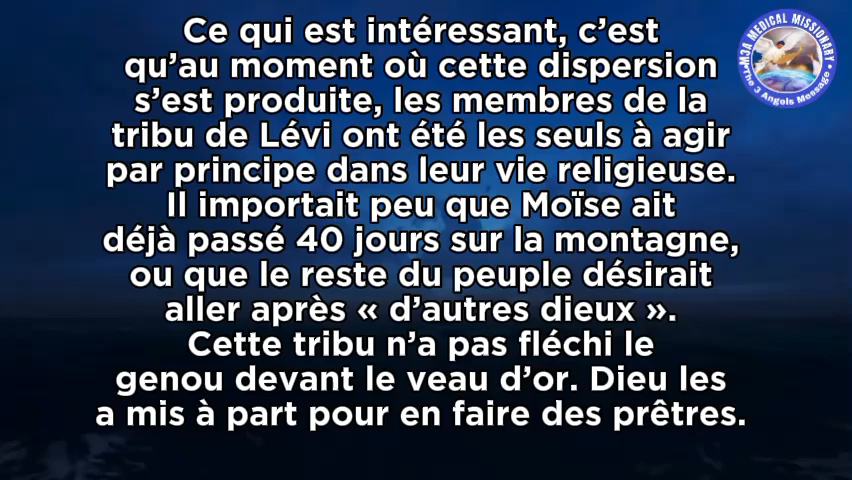 Ce qui est intéressant, c’est
qu’au moment où cette dispersion
s’est produite, les membres de la
tribu de Lévi ont été les seuls à agir
par principe dans leur vie religieuse.
Il importait peu que Moïse ait
déjà passé 40 jours sur la montagne,
ou que le reste du peuple désirait
aller après « d’autres dieux ».
Cette tribu n’a pas fléchi le
genou devant le veau d’or. Dieu les
a mis à part pour en faire des prêtres.
M3A MEDICAL MISSIONARY
The 3 Angels Message